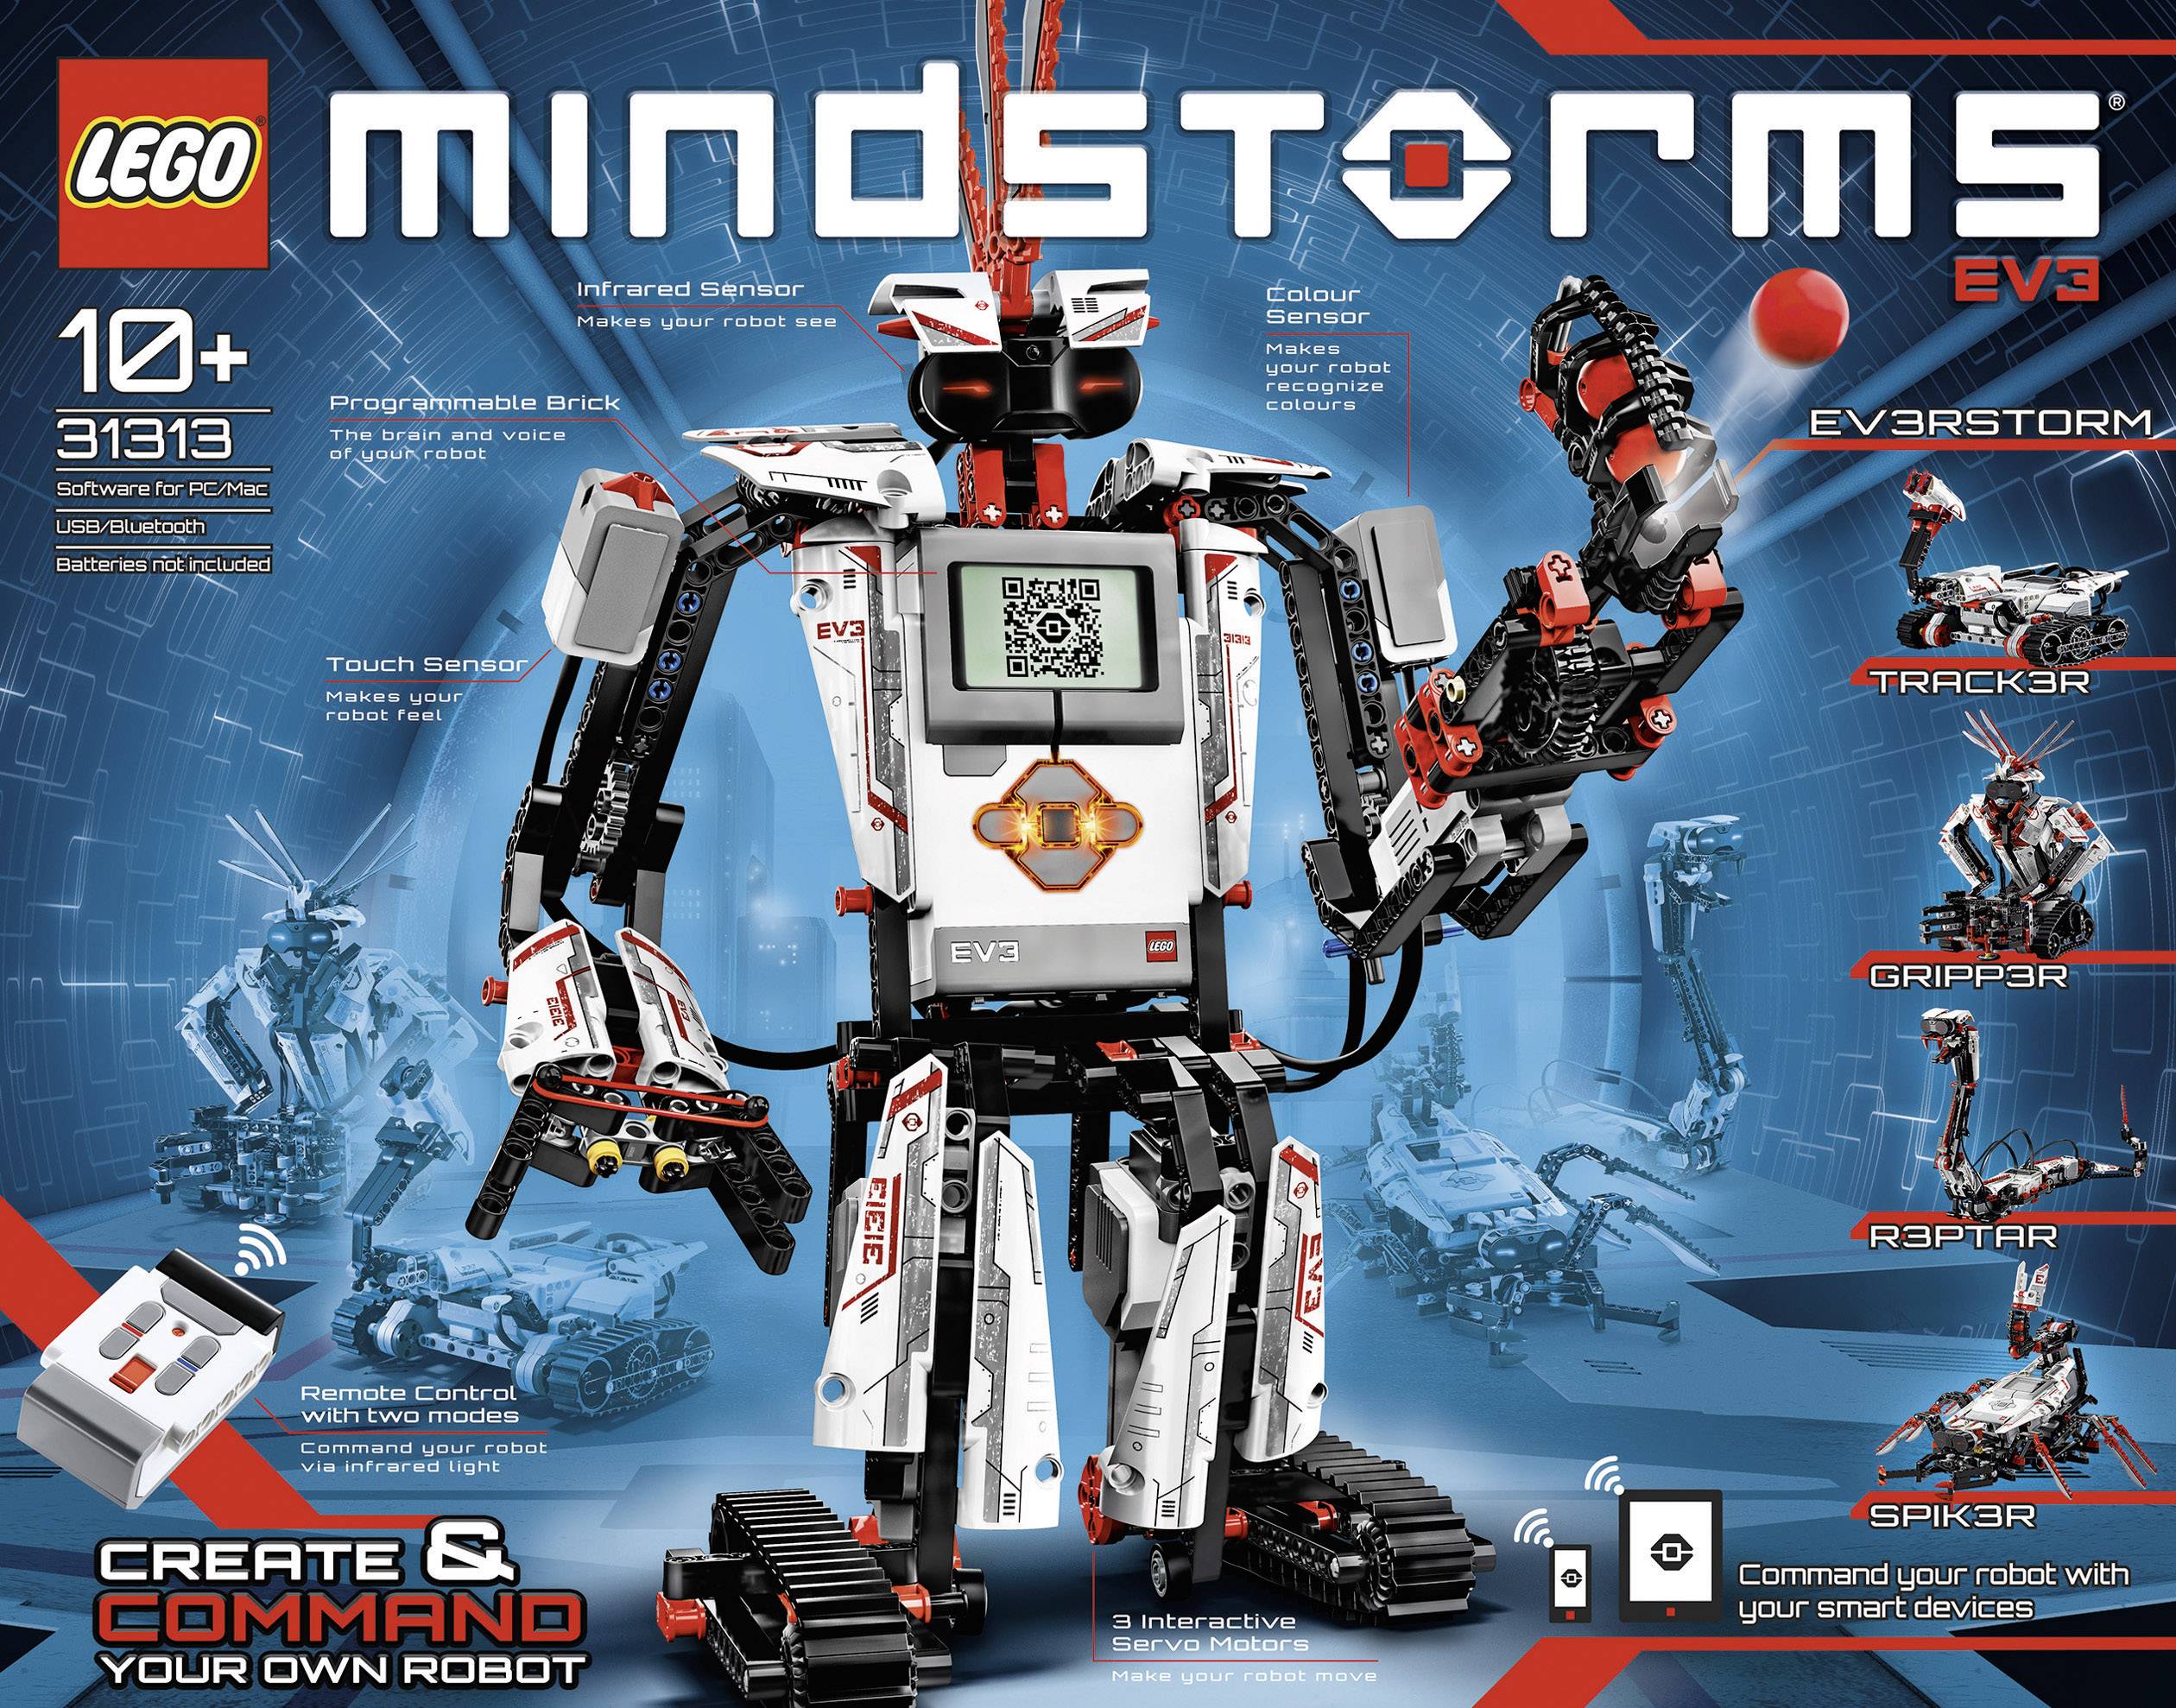 LEGO®
mindstorms®
EV3
10+
31313
Software for PC/Mac
USB/Bluetooth
Batteries not included
Infrared Sensor
Makes your robot see
Programmable Brick
The brain and voice
of your robot
Touch Sensor
Makes your
robot feel
Colour
Sensor
Makes
your robot
recognize
colours
EV3RSTORM
TRACK3R
GRIPP3R
R3PTAR
SPIK3R
EV3
31313
EV3
LEGO
31313
EV3
31313
EV3
Remote Control
with two modes
Command your robot
via infrared light
CREATE &
COMMAND
YOUR OWN ROBOT
3 Interactive
Servo Motors
Make your robot move
Command your robot with
your smart devices